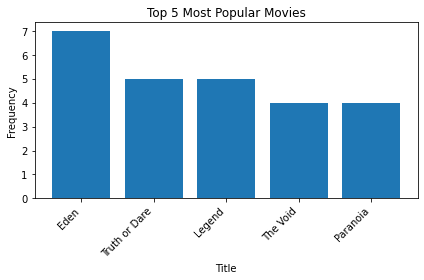 Top 5 Most Popular Movies
7
6
5
4
3
2
1
0
Frequency
Eden
Truth or Dare
Legend
The Void
Paranoia
Title